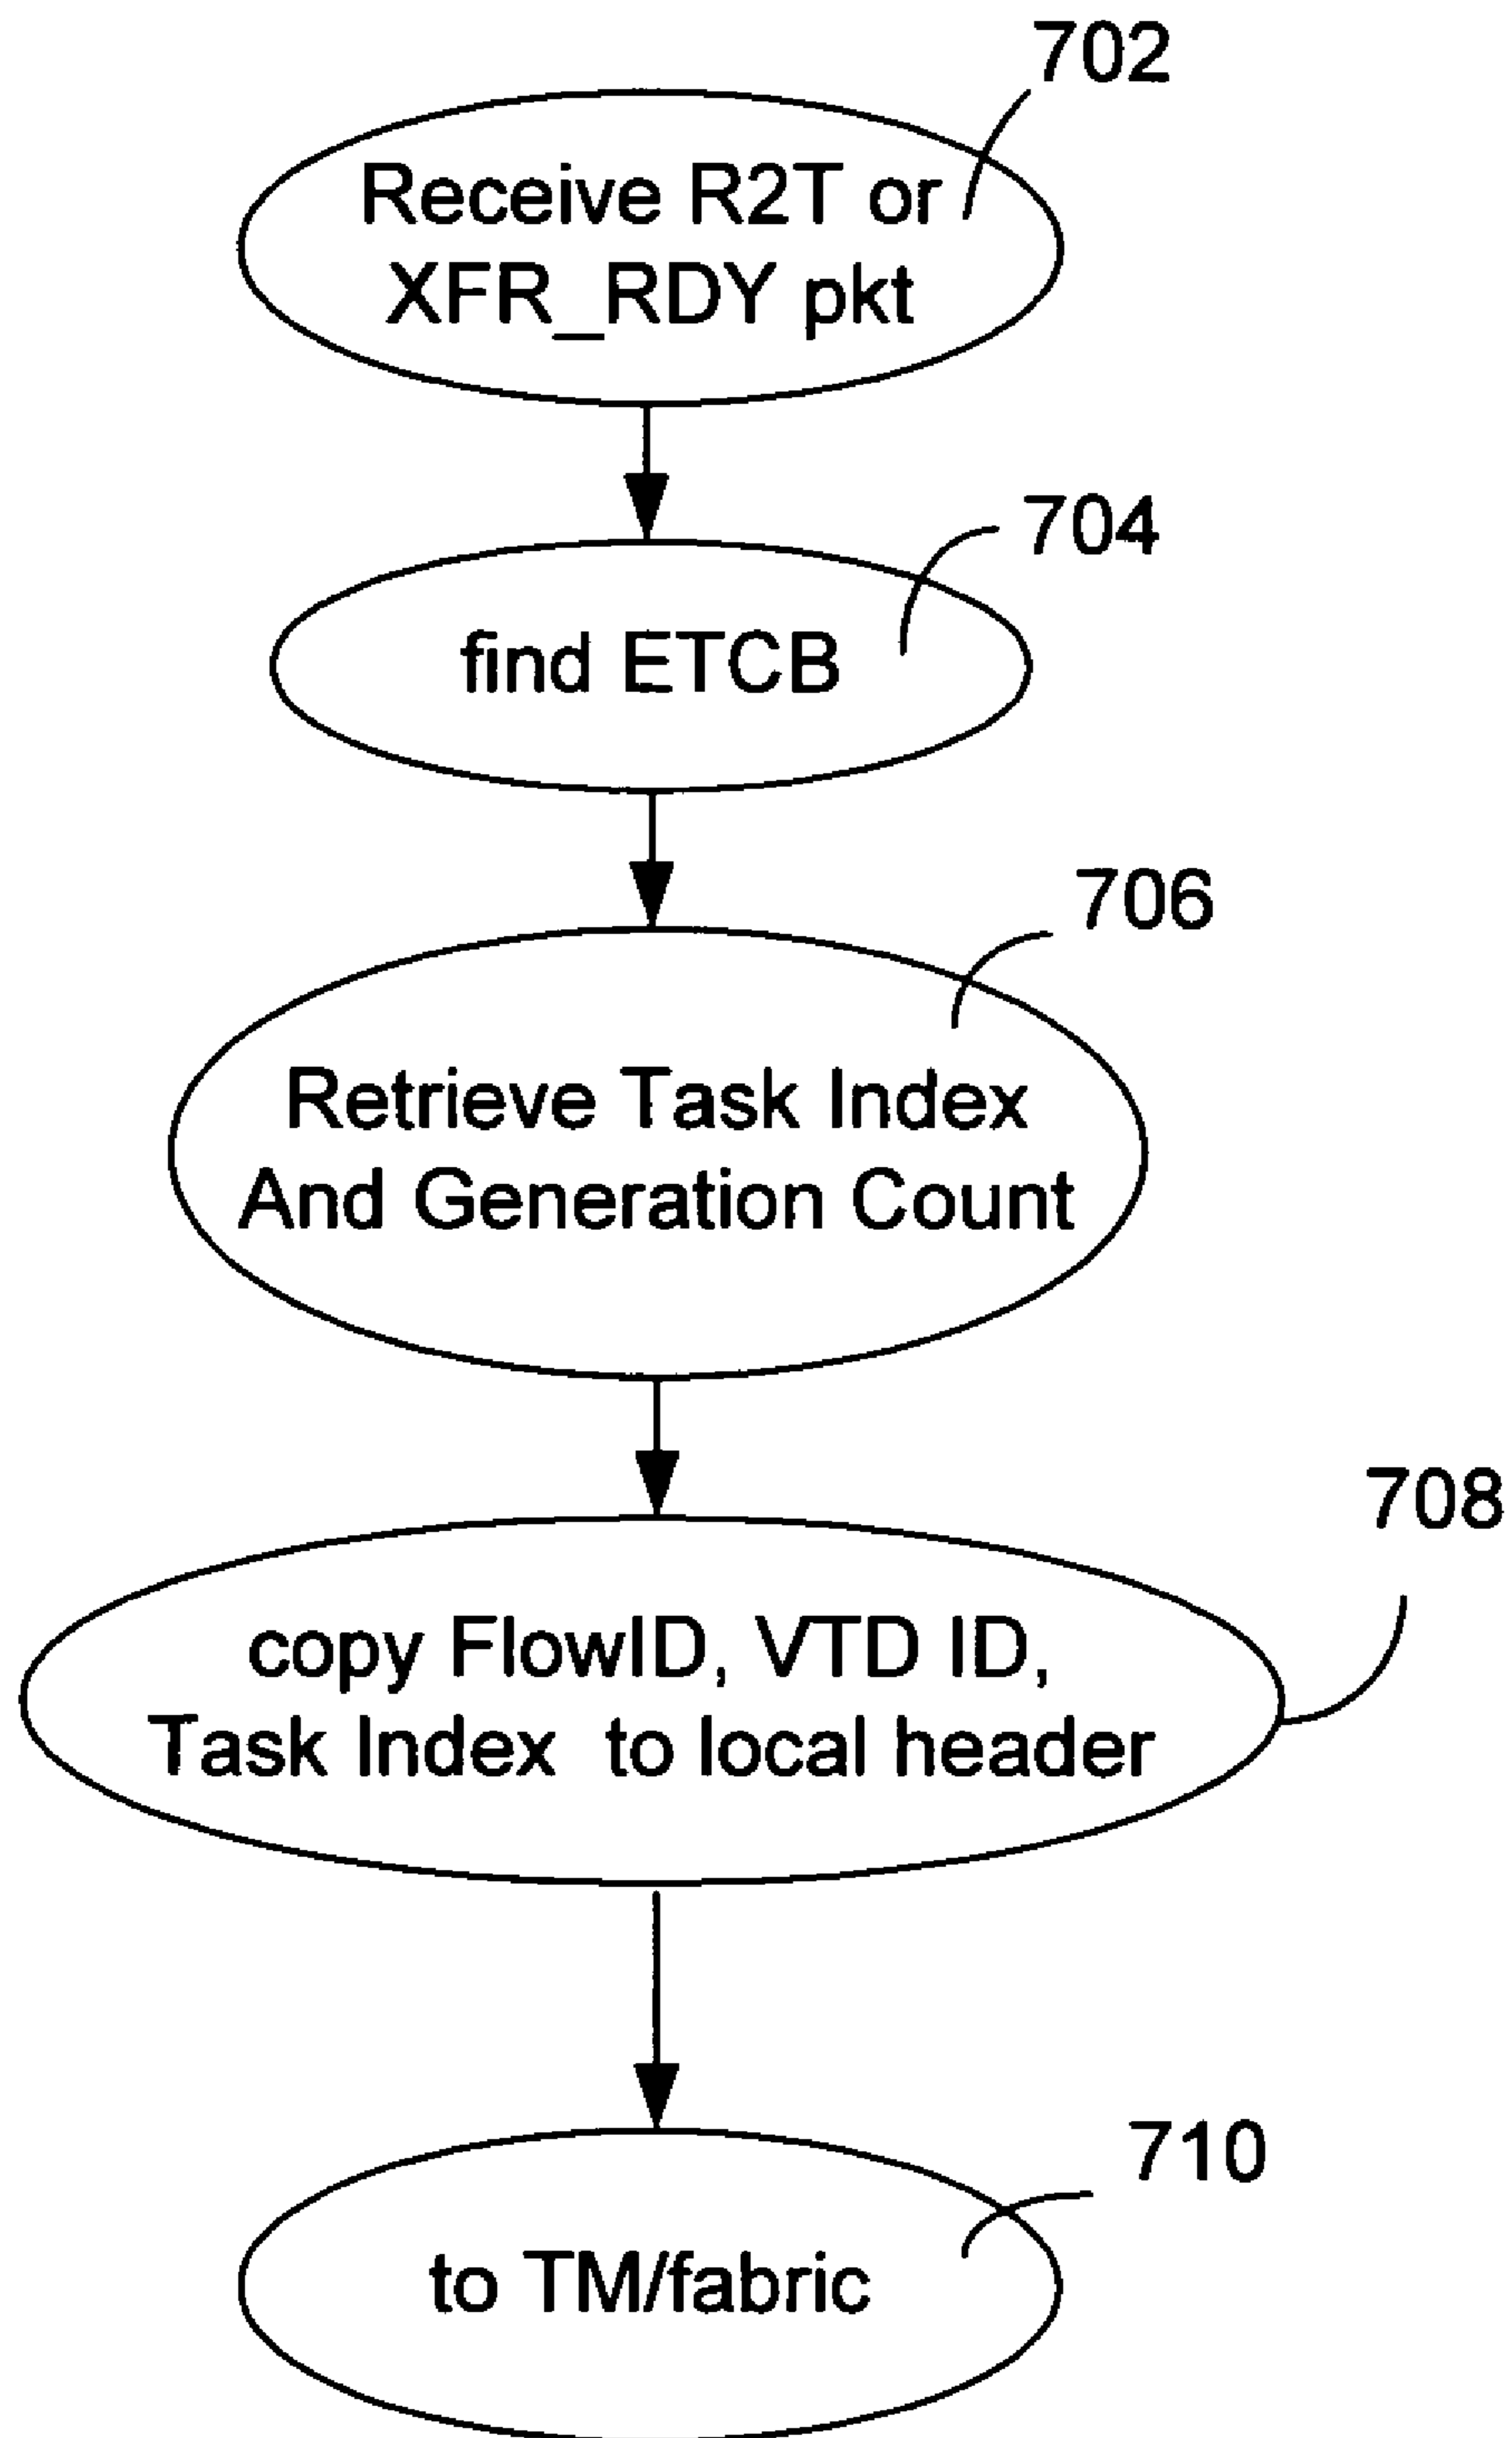 702
Receive R2T or
XFR_RDY pkt
704
find ETCB
706
Retrieve Task Index
And Generation Count
708
copy FlowID, VTD ID,
Task Index to local header
710
to TM/fabric